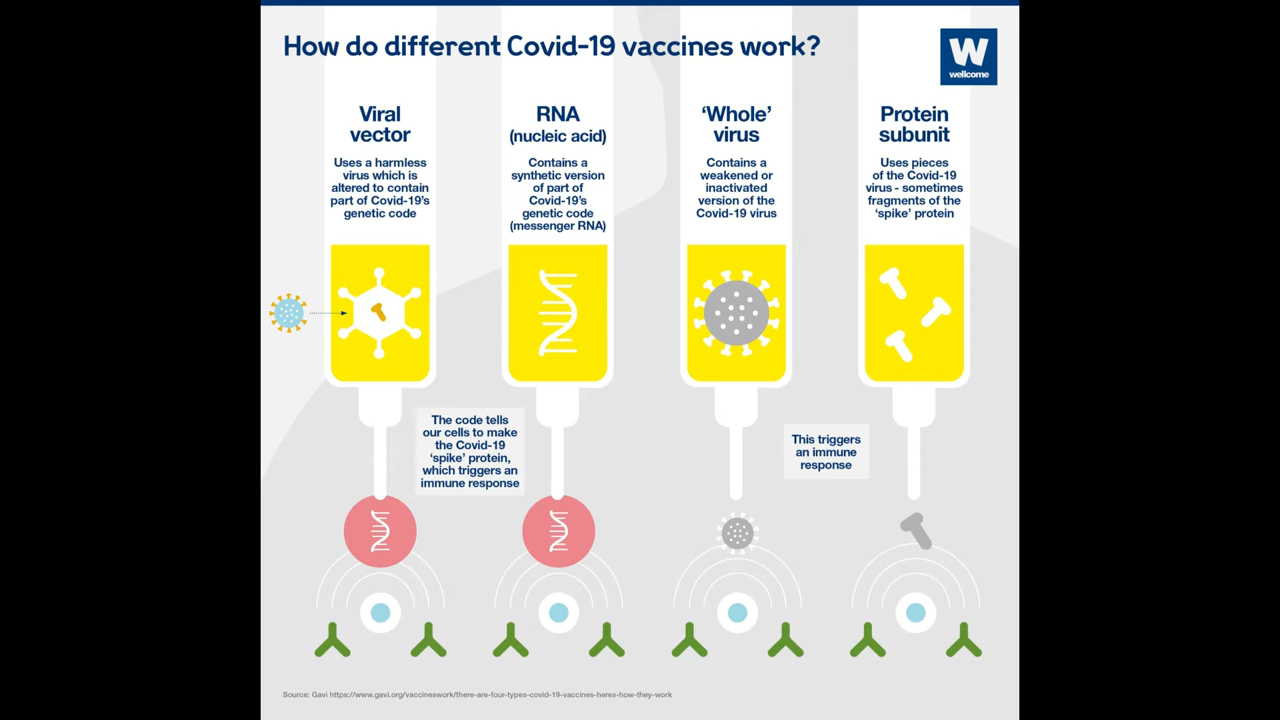 How do different Covid-19 vaccines work?
W
wellcome
Viral
vector
Uses a harmless
virus which is
altered to contain
part of Covid-19's
genetic code
RNA
(nucleic acid)
Contains a
synthetic version
of part of
Covid-19's
genetic code
(messenger RNA)
‘Whole’
virus
Contains a
weakened or
inactivated
version of the
Covid-19 virus
Protein
subunit
Uses pieces
of the Covid-19
virus - sometimes
fragments of the
‘spike’ protein
The code tells
our cells to make
the Covid-19
‘spike’ protein,
which triggers an
immune response
This triggers
an immune
response
Source: Gavi https://www.gavi.org/vaccineswork/there-are-four-types-covid-19-vaccines-heres-how-they-work